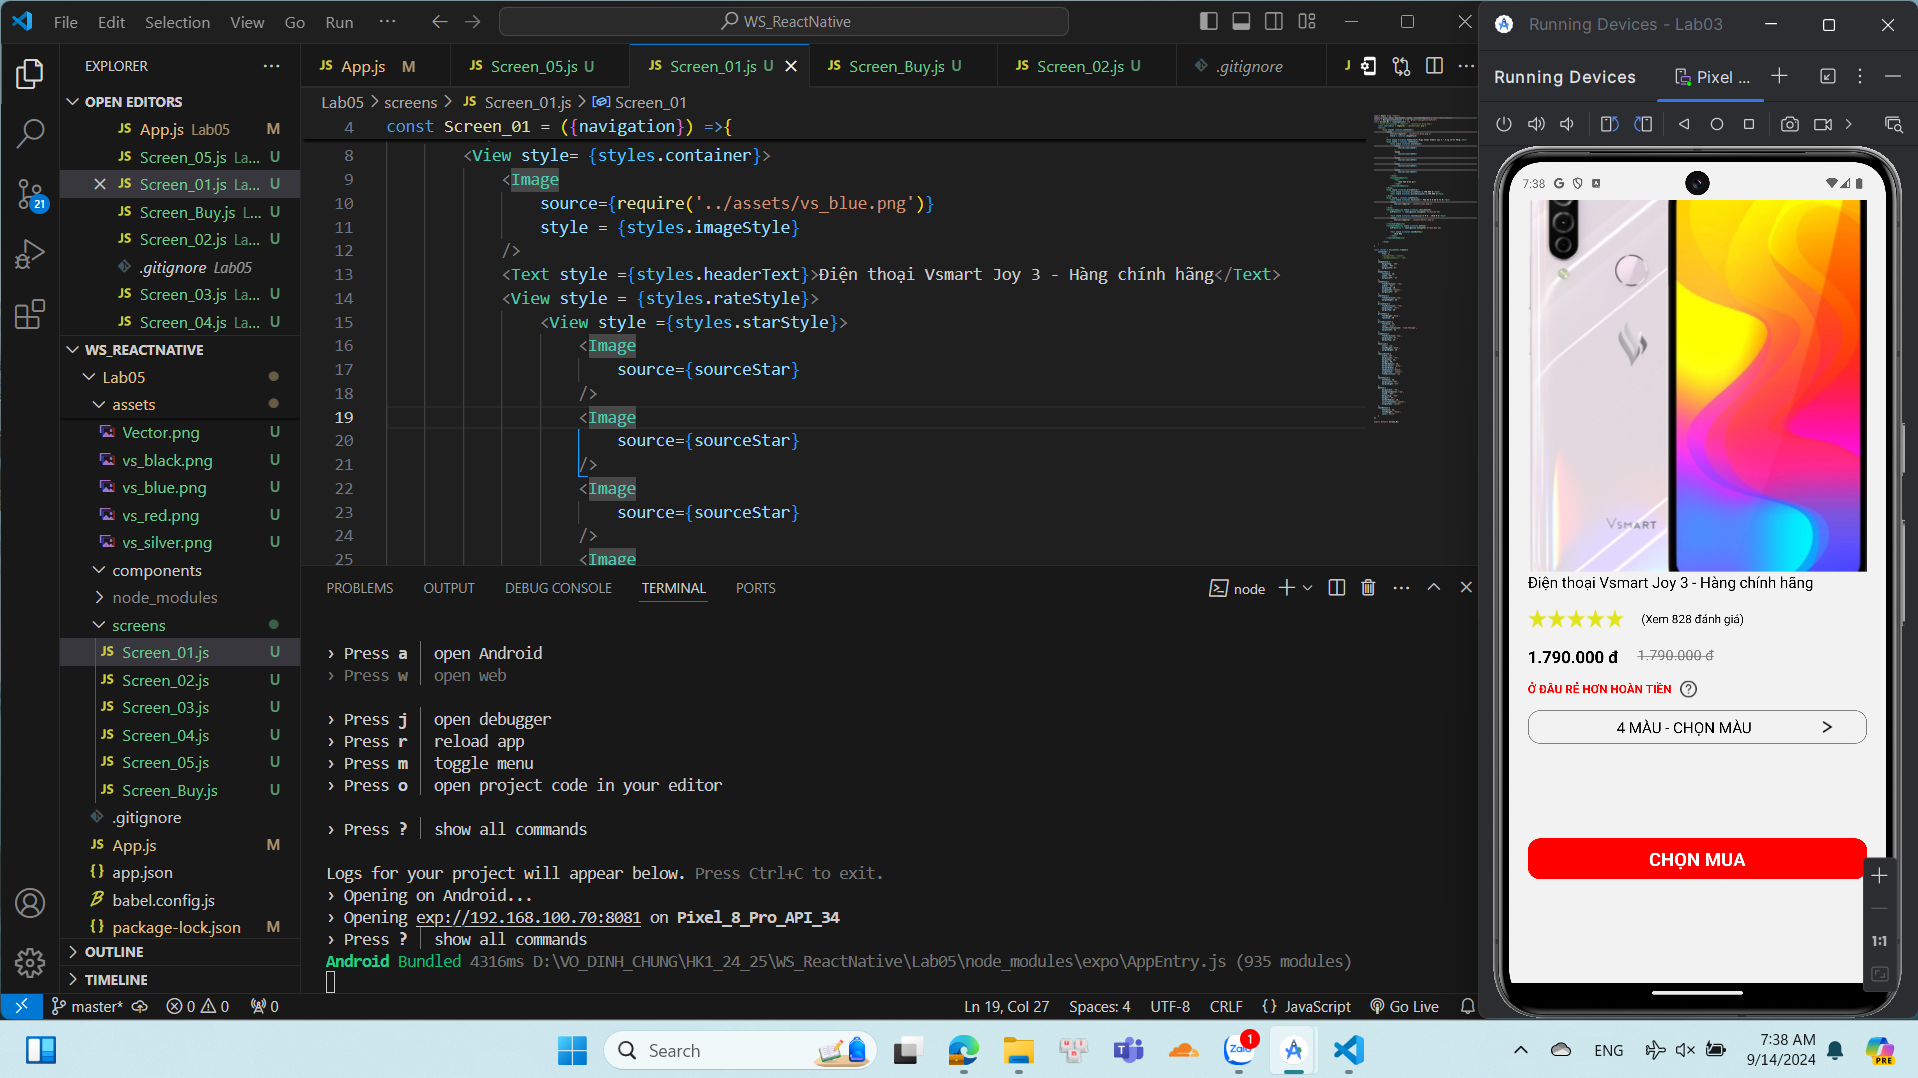 File Edit Selection View Go Run ··· WS_ReactNative
EXPLORER
OPEN EDITORS
JS App.js Lab05 M
JS Screen_05.js La... U
JS Screen_01.js La... U
JS Screen_Buy.js L... U
JS Screen_02.js La... U
.gitignore Lab05
JS Screen_03.js La... U
JS Screen_04.js La... U
WS_REACTNATIVE
Lab05
assets
Vector.png U
vs_black.png U
vs_blue.png U
vs_red.png U
vs_silver.png U
components
node_modules
screens
JS Screen_01.js U
JS Screen_02.js U
JS Screen_03.js U
JS Screen_04.js U
JS Screen_05.js U
JS Screen_Buy.js U
.gitignore
JS App.js M
{} app.json
babel.config.js
{} package-lock.json M
OUTLINE
TIMELINE
21
JS App.js M JS Screen_05.js U JS Screen_01.js U JS Screen_Buy.js U JS Screen_02.js U .gitignore
Lab05 > screens > JS Screen_01.js > Screen_01
4 const Screen_01 = ({navigation}) =>{
8 <View style= {styles.container}>
9 <Image
10 source={require('../assets/vs_blue.png')}
11 style = {styles.imageStyle}
12 />
13 <Text style ={styles.headerText}>Điện thoại Vsmart Joy 3 - Hàng chính hãng</Text>
14 <View style = {styles.rateStyle}>
15 <View style ={styles.starStyle}>
16 <Image
17 source={sourceStar}
18 />
19 <Image
20 source={sourceStar}
21 />
22 <Image
23 source={sourceStar}
24 />
25 <Image
PROBLEMS OUTPUT DEBUG CONSOLE TERMINAL PORTS node
› Press a │ open Android
› Press w │ open web
› Press j │ open debugger
› Press r │ reload app
› Press m │ toggle menu
› Press o │ open project code in your editor
› Press ? │ show all commands
Logs for your project will appear below. Press Ctrl+C to exit.
› Opening on Android...
› Opening exp://192.168.100.70:8081 on Pixel_8_Pro_API_34
› Press ? │ show all commands
Android Bundled 4316ms D:\VO_DINH_CHUNG\HK1_24_25\WS_ReactNative\Lab05\node_modules\expo\AppEntry.js (935 modules)
master* 0 0 0 Ln 19, Col 27 Spaces: 4 UTF-8 CRLF {} JavaScript Go Live
Running Devices - Lab03
Running Devices Pixel ...
7:38
VSMART
Điện thoại Vsmart Joy 3 - Hàng chính hãng
(Xem 828 đánh giá)
1.790.000 đ 1.790.000 đ
Ở ĐÂU RẺ HƠN HOÀN TIỀN ?
4 MÀU - CHỌN MÀU
CHỌN MUA
1:1
Search
Zalo 1
ENG
7:38 AM
9/14/2024
PRE